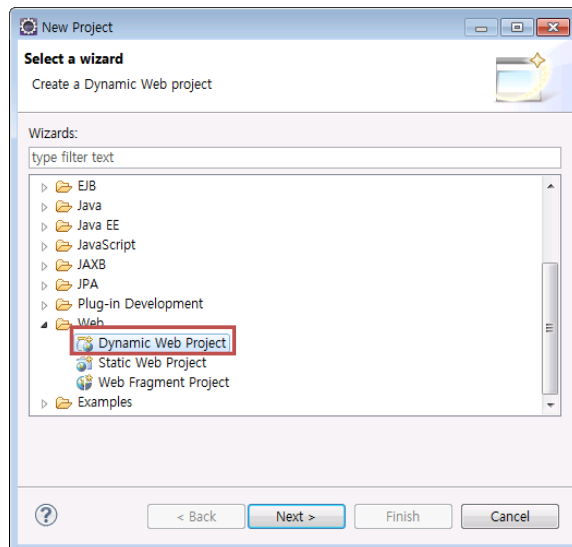 New Project
Select a wizard
Create a Dynamic Web project
Wizards:
type filter text
EJB
Java
Java EE
JavaScript
JAXB
JPA
Plug-in Development
Web
Dynamic Web Project
Static Web Project
Web Fragment Project
Examples
?
< Back Next > Finish Cancel